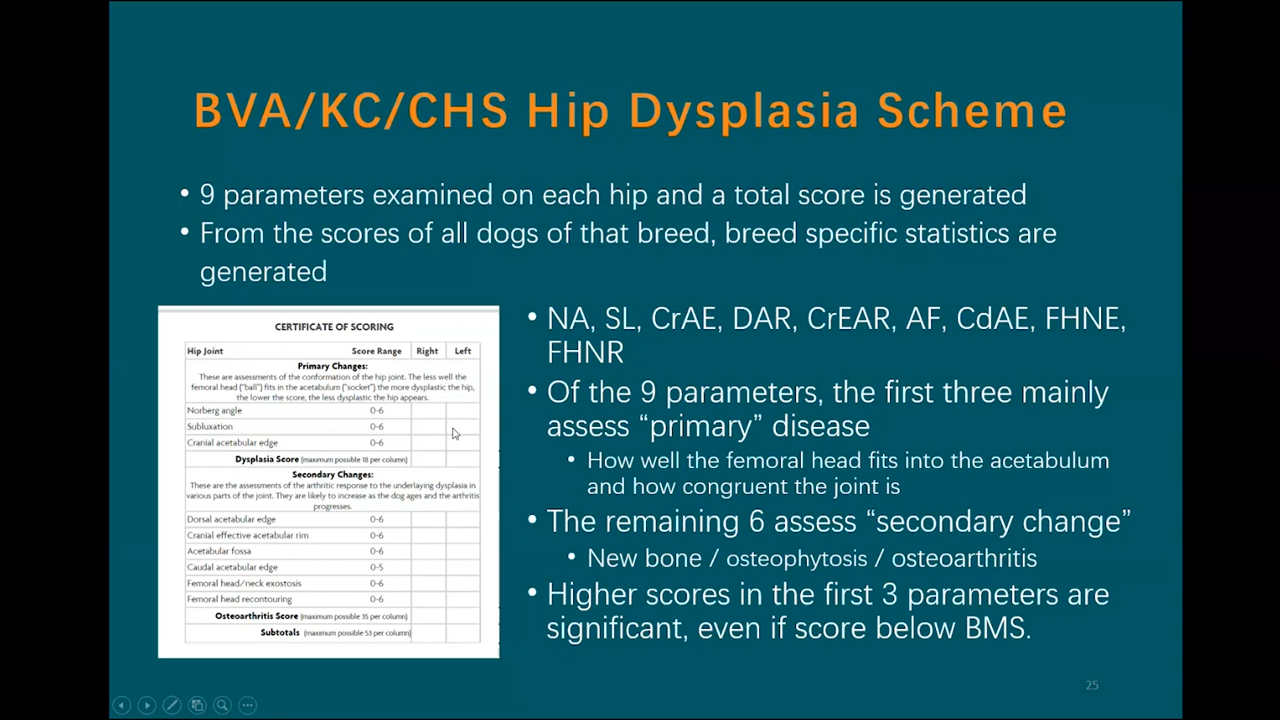 BVA/KC/CHS Hip Dysplasia Scheme
• 9 parameters examined on each hip and a total score is generated
• From the scores of all dogs of that breed, breed specific statistics are
generated
CERTIFICATE OF SCORING
Hip Joint Score Range Right Left
Primary Changes:
These are assessments of the conformation of the hip joint. The less well the
femoral head ("ball") fits in the acetabulum ("socket") the more dysplastic the hip,
the lower the score, the less dysplastic the hip appears.
Norberg angle 0-6
Subluxation 0-6
Cranial acetabular edge 0-6
Dysplasia Score (maximum possible 18 per column)
Secondary Changes:
These are the assessments of the arthritic response to the underlaying dysplasia in
various parts of the joint. They are likely to increase as the dog ages and the arthritis
progresses.
Dorsal acetabular edge 0-6
Cranial effective acetabular rim 0-6
Acetabular fossa 0-6
Caudal acetabular edge 0-5
Femoral head/neck exostosis 0-6
Femoral head recontouring 0-6
Osteoarthritis Score (maximum possible 35 per column)
Subtotals (maximum possible 53 per column)
• NA, SL, CrAE, DAR, CrEAR, AF, CdAE, FHNE,
FHNR
• Of the 9 parameters, the first three mainly
assess “primary” disease
• How well the femoral head fits into the acetabulum
and how congruent the joint is
• The remaining 6 assess “secondary change”
• New bone / osteophytosis / osteoarthritis
• Higher scores in the first 3 parameters are
significant, even if score below BMS.
25